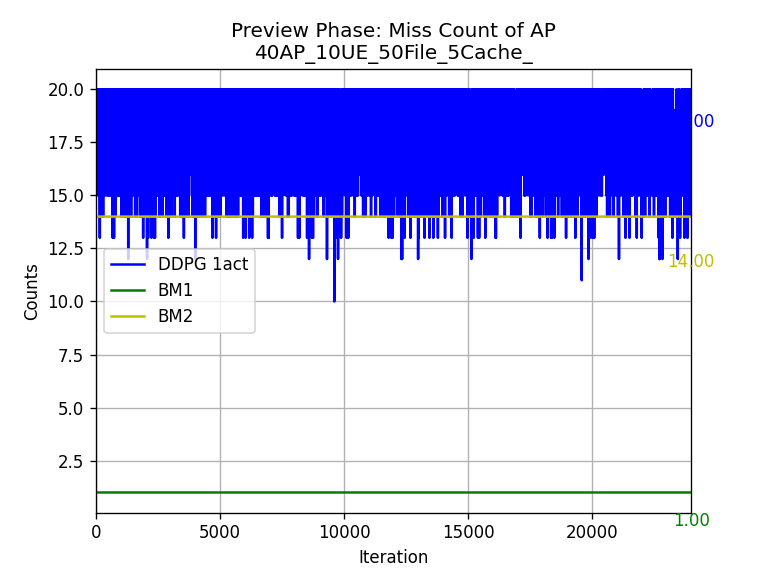 Preview Phase: Miss Count of AP
40AP_10UE_50File_5Cache_
20.0
17.5
15.0
12.5
10.0
7.5
5.0
2.5
Counts
DDPG 1act
BM1
BM2
00
14.00
1.00
0
5000
10000
15000
20000
Iteration